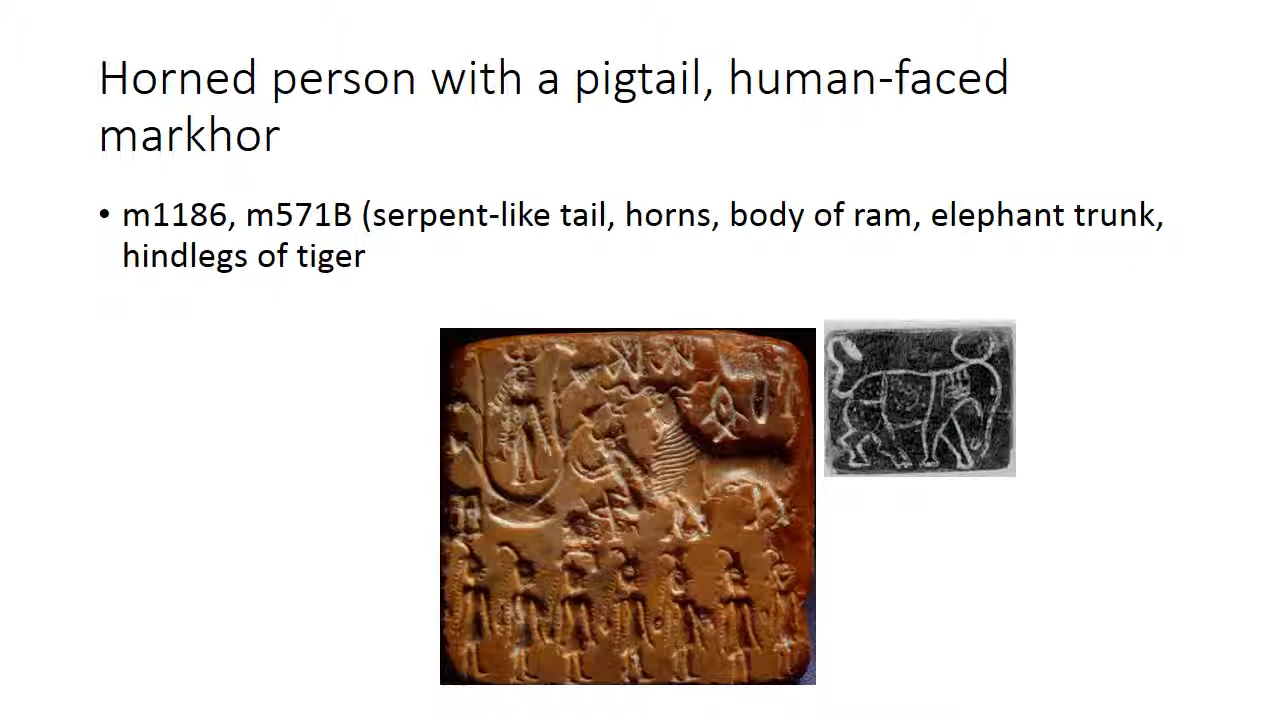 Horned person with a pigtail, human-faced
markhor
• m1186, m571B (serpent-like tail, horns, body of ram, elephant trunk,
hindlegs of tiger